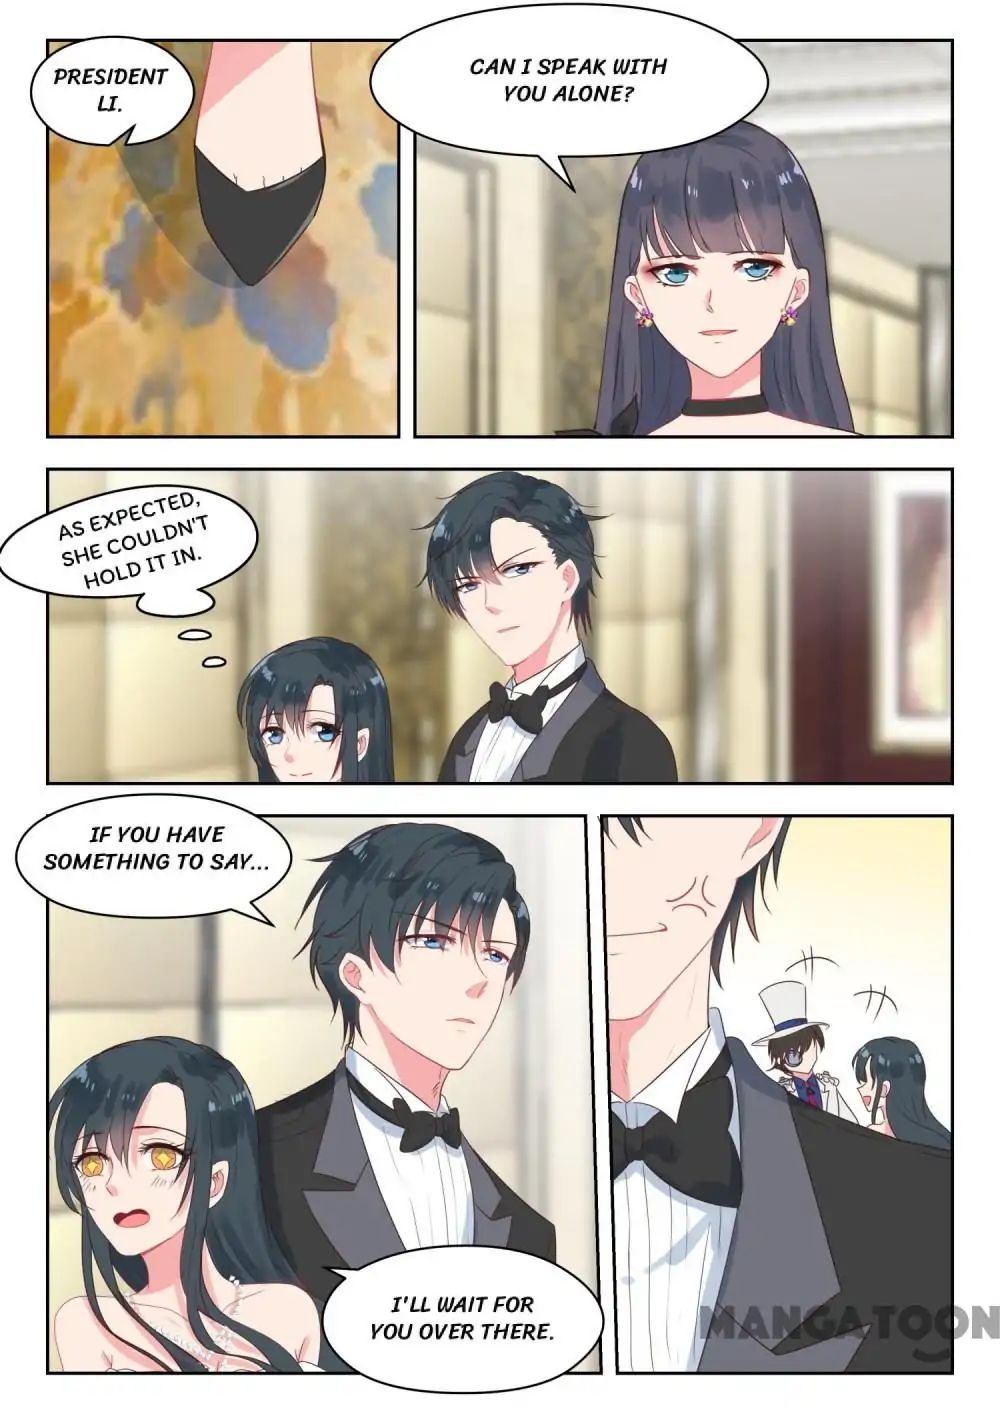 PRESIDENT
LI.
CAN I SPEAK WITH
YOU ALONE?
AS EXPECTED,
SHE COULDN'T
HOLD IT IN.
IF YOU HAVE
SOMETHING TO SAY...
I'LL WAIT FOR
YOU OVER THERE.
MANGATOON